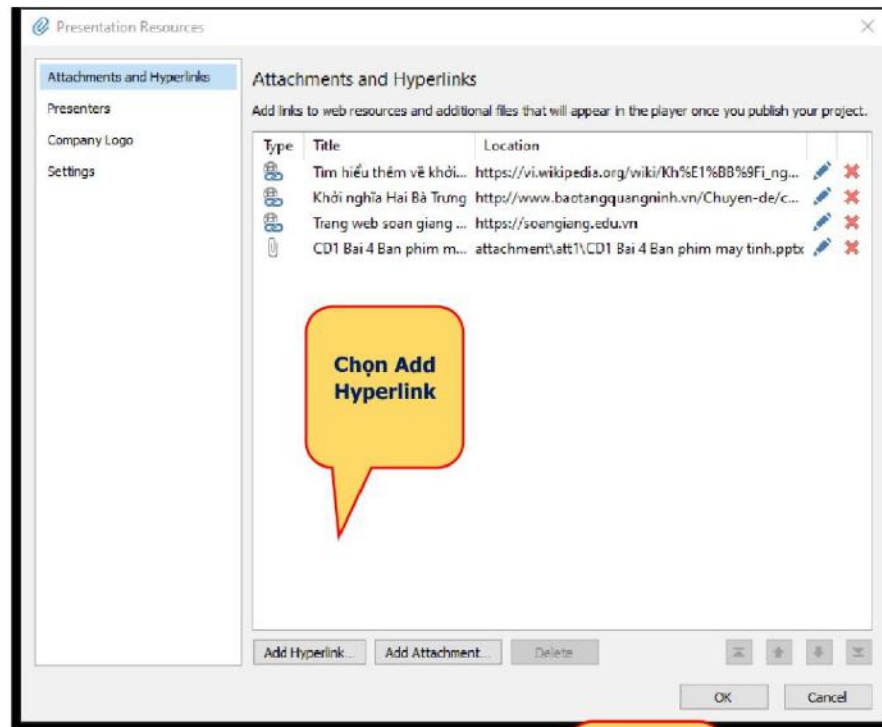 Presentation Resources
Attachments and Hyperlinks
Presenters
Company Logo
Settings
Attachments and Hyperlinks
Add links to web resources and additional files that will appear in the player once you publish your project.
Type Title Location
Tìm hiểu thêm về khởi... https://vi.wikipedia.org/wiki/Kh%E1%BB%9Fi_ng...
Khởi nghĩa Hai Bà Trưng http://www.baotangquangninh.vn/Chuyen-de/c...
Trang web soan giang ... https://soangiang.edu.vn
CD1 Bai 4 Ban phim m... attachment\att1\CD1 Bai 4 Ban phim may tinh.pptx
Chọn Add
Hyperlink
Add Hyperlink... Add Attachment... Delete
OK Cancel